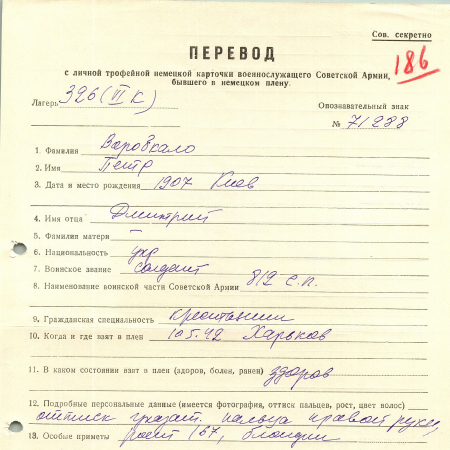 Сов. секретно
ПЕРЕВОД
186
с личной трофейной немецкой карточки военнослужащего Советской Армии,
бывшего в немецком плену.
Лагерь 326 (VI K)
Опознавательный знак
№ 71288
1. Фамилия Воробкало
2. Имя Петр
3. Дата и место рождения 1907 Киев
4. Имя отца Дмитрий
5. Фамилия матери —
6. Национальность укр
7. Воинское звание солдат
8. Наименование воинской части Советской Армии 812 с.п.
9. Гражданская специальность крестьянин
10. Когда и где взят в плен 10.5.42 Харьков
11. В каком состоянии взят в плен (здоров, болен, ранен) здоров
12. Подробные персональные данные (имеется фотография, оттиск пальцев, рост, цвет волос)
оттиск указат. пальца правой руки,
13. Особые приметы рост 167, блондин